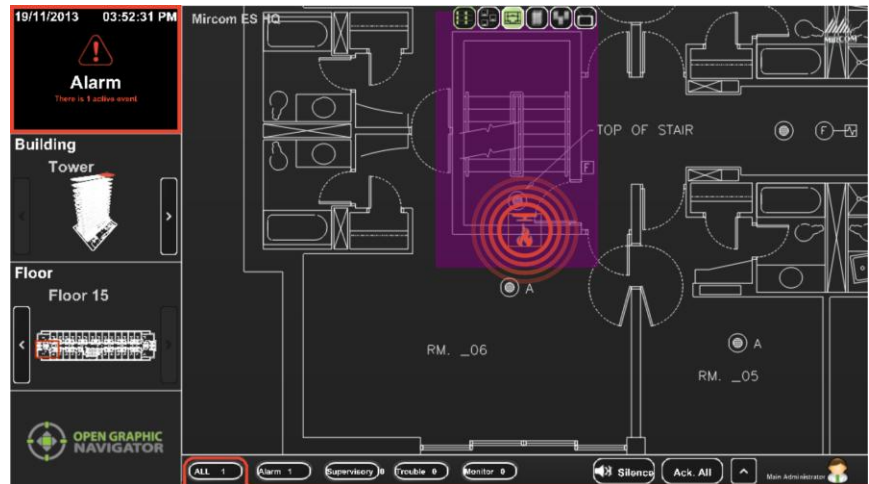 19/11/2013 03:52:31 PM
Alarm
There is 1 active event
Building
Tower
Floor
Floor 15
OPEN GRAPHIC
NAVIGATOR
Mircom ES HQ
MIRCOM
TOP OF STAIR
F
F
A
RM. _06
A
RM. _05
ALL 1
Alarm 1
Supervisory 0
Trouble 0
Monitor 0
Silence
Ack. All
Main Administrator